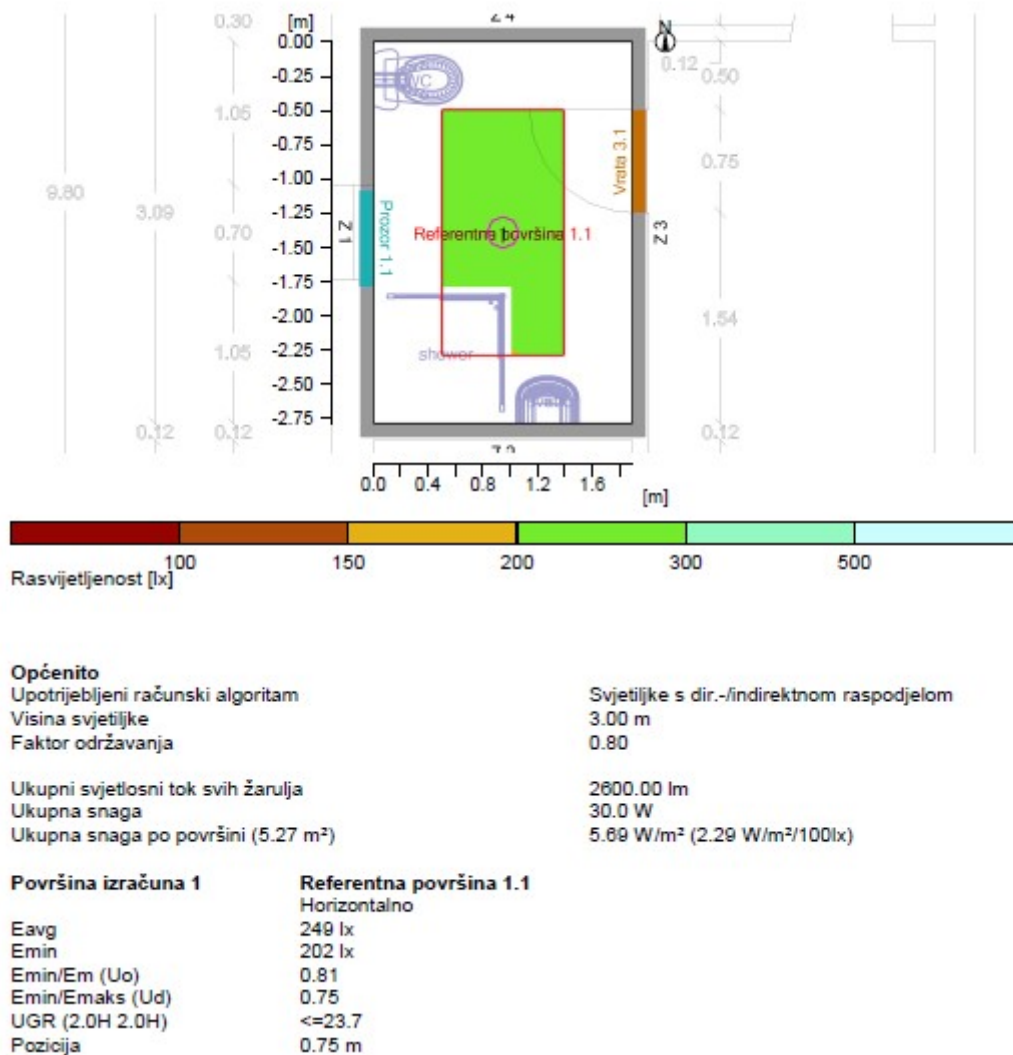 0.30
[m]
Z 4
N
0.00
-0.25
-0.50
-0.75
-1.00
-1.25
-1.50
-1.75
-2.00
-2.25
-2.50
-2.75
9.80
3.09
0.12
1.05
0.70
1.05
0.12
WC
Z 1
Prozor 1.1
Referentna površina 1.1
1
shower
Vrata 3.1
Z 3
0.12
0.50
0.75
1.54
0.12
0.0 0.4 0.8 1.2 1.6
[m]
100 150 200 300 500
Rasvijetljenost [lx]
Općenito
Upotrijebljeni računski algoritam Svjetiljke s dir.-/indirektnom raspodjelom
Visina svjetiljke 3.00 m
Faktor održavanja 0.80
Ukupni svjetlosni tok svih žarulja 2600.00 lm
Ukupna snaga 30.0 W
Ukupna snaga po površini (5.27 m²) 5.69 W/m² (2.29 W/m²/100lx)
Površina izračuna 1 Referentna površina 1.1
Horizontalno
Eavg 249 lx
Emin 202 lx
Emin/Em (Uo) 0.81
Emin/Emaks (Ud) 0.75
UGR (2.0H 2.0H) <=23.7
Pozicija 0.75 m